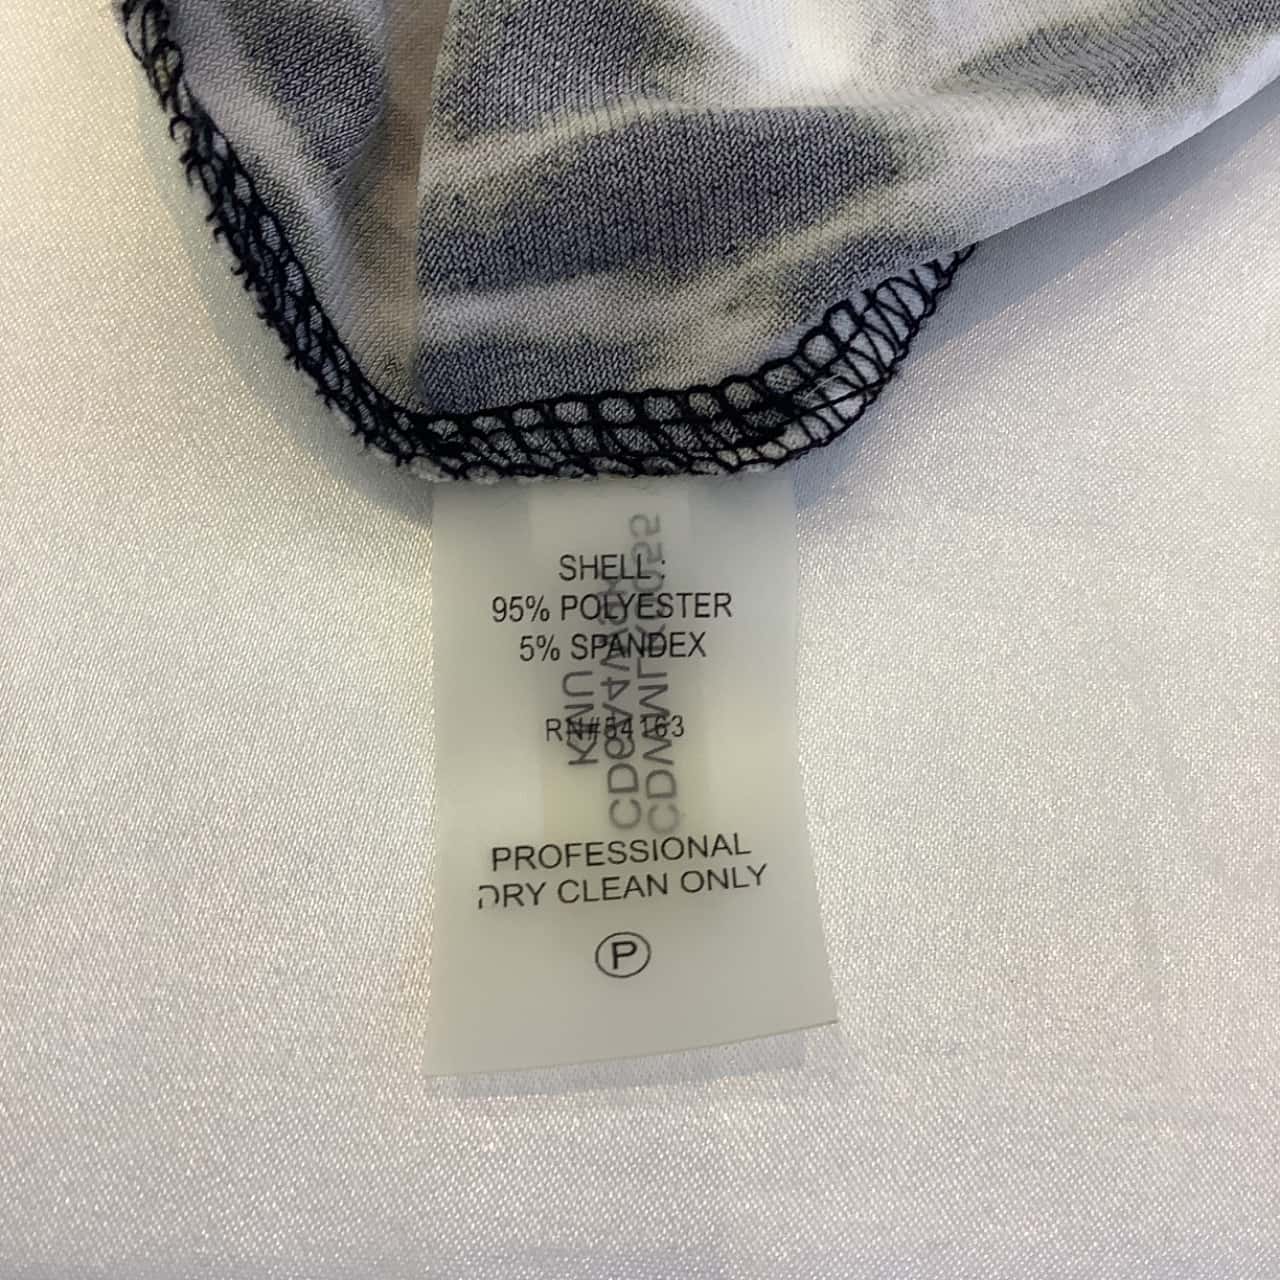 SHELL :
95% POLYESTER
5% SPANDEX
RN#54163
PROFESSIONAL
DRY CLEAN ONLY
P